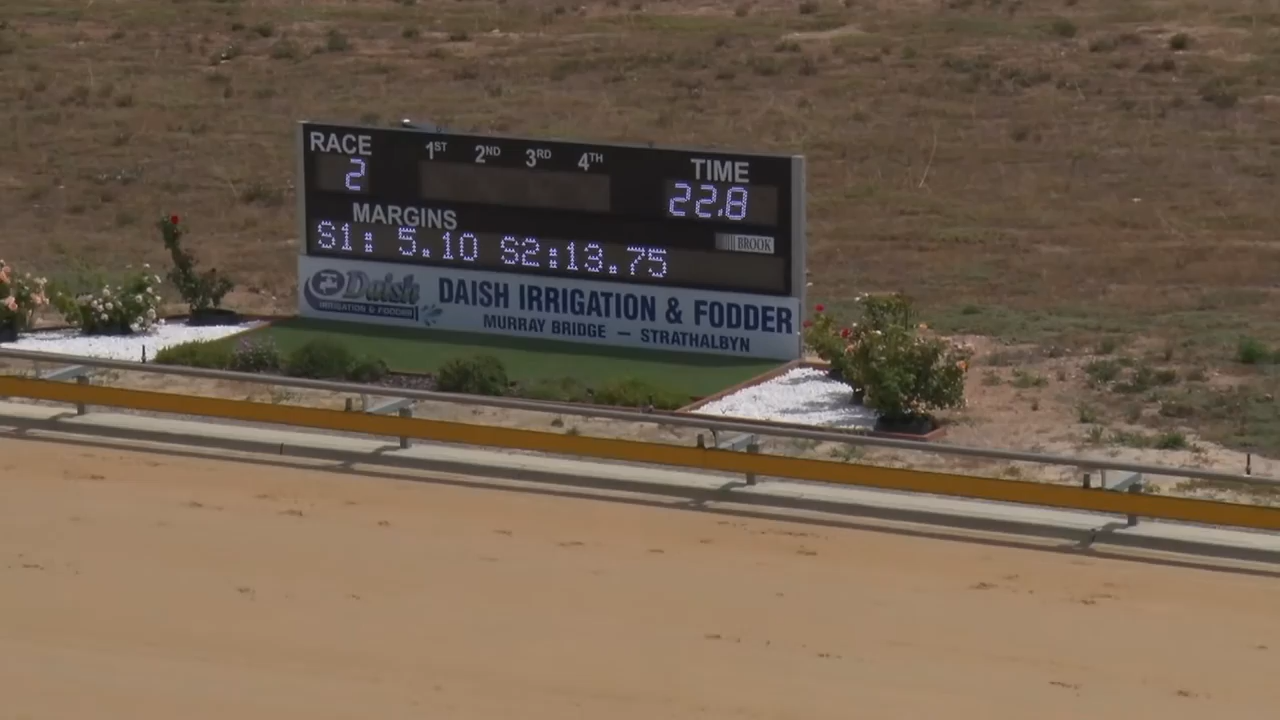 RACE 1ST 2ND 3RD 4TH TIME
2 22.8
MARGINS
S1: 5.10 S2:13.75
BROOK
Daish
IRRIGATION & FODDER
DAISH IRRIGATION & FODDER
MURRAY BRIDGE — STRATHALBYN